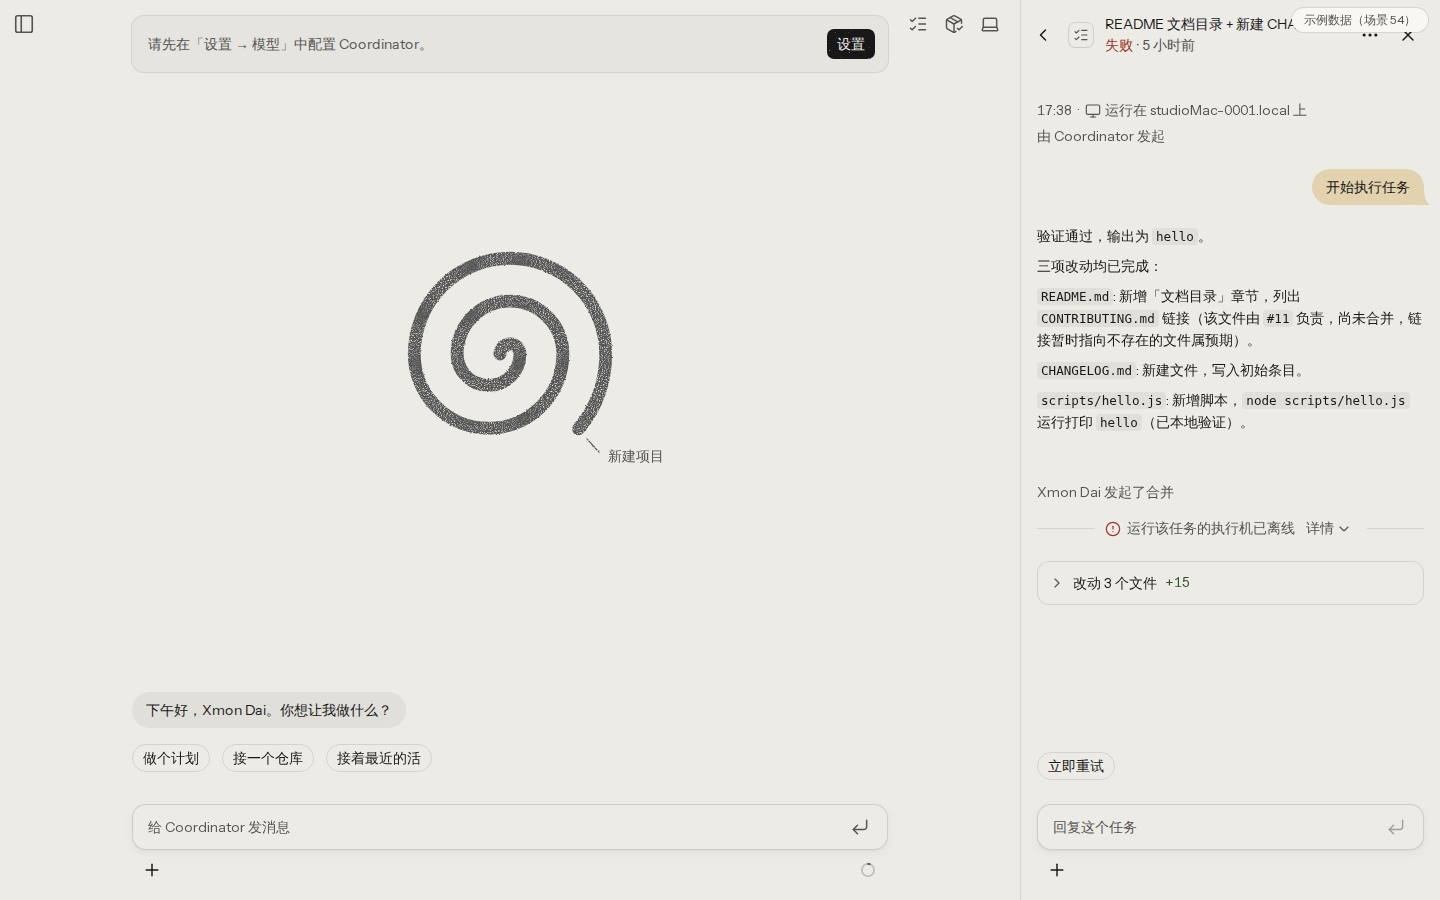 请先在「设置 → 模型」中配置 Coordinator。
设置
新建项目
下午好，Xmon Dai。你想让我做什么？
做个计划
接一个仓库
接着最近的活
给 Coordinator 发消息
README 文档目录 + 新建 CHA
示例数据（场景 54）
失败 · 5 小时前
17:38 · 运行在 studioMac-0001.local 上
由 Coordinator 发起
开始执行任务
验证通过，输出为 hello。
三项改动均已完成：
README.md: 新增「文档目录」章节，列出
CONTRIBUTING.md 链接（该文件由 #11 负责，尚未合并，链
接暂时指向不存在的文件属预期）。
CHANGELOG.md: 新建文件，写入初始条目。
scripts/hello.js: 新增脚本，node scripts/hello.js
运行打印 hello（已本地验证）。
Xmon Dai 发起了合并
运行该任务的执行机已离线 详情
改动 3 个文件 +15
立即重试
回复这个任务